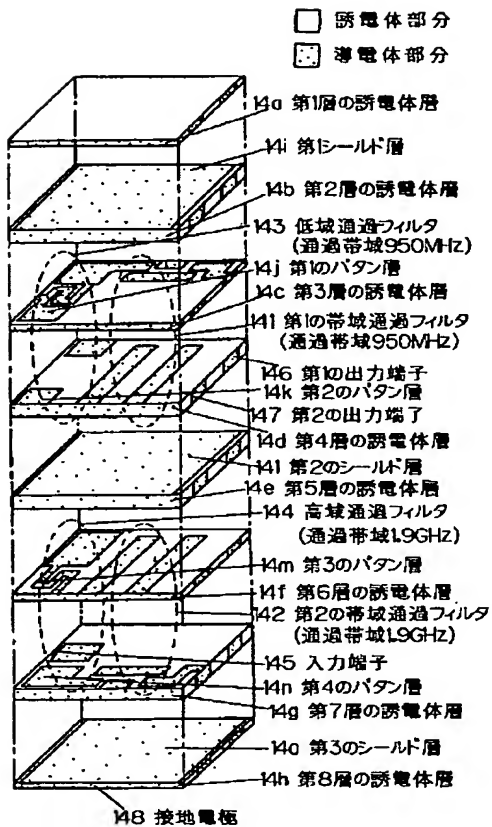 誘電体部分
導電体部分
14a 第1層の誘電体層
14i 第1シールド層
14b 第2層の誘電体層
143 低域通過フィルタ
(通過帯域950MHz)
14j 第1のパタン層
14c 第3層の誘電体層
141 第1の帯域通過フィルタ
(通過帯域950MHz)
146 第1の出力端子
14k 第2のパタン層
147 第2の出力端子
14d 第4層の誘電体層
14l 第2のシールド層
14e 第5層の誘電体層
144 高域通過フィルタ
(通過帯域1.9GHz)
14m 第3のパタン層
14f 第6層の誘電体層
142 第2の帯域通過フィルタ
(通過帯域1.9GHz)
145 入力端子
14n 第4のパタン層
14g 第7層の誘電体層
14o 第3のシールド層
14h 第8層の誘電体層
148 接地電極